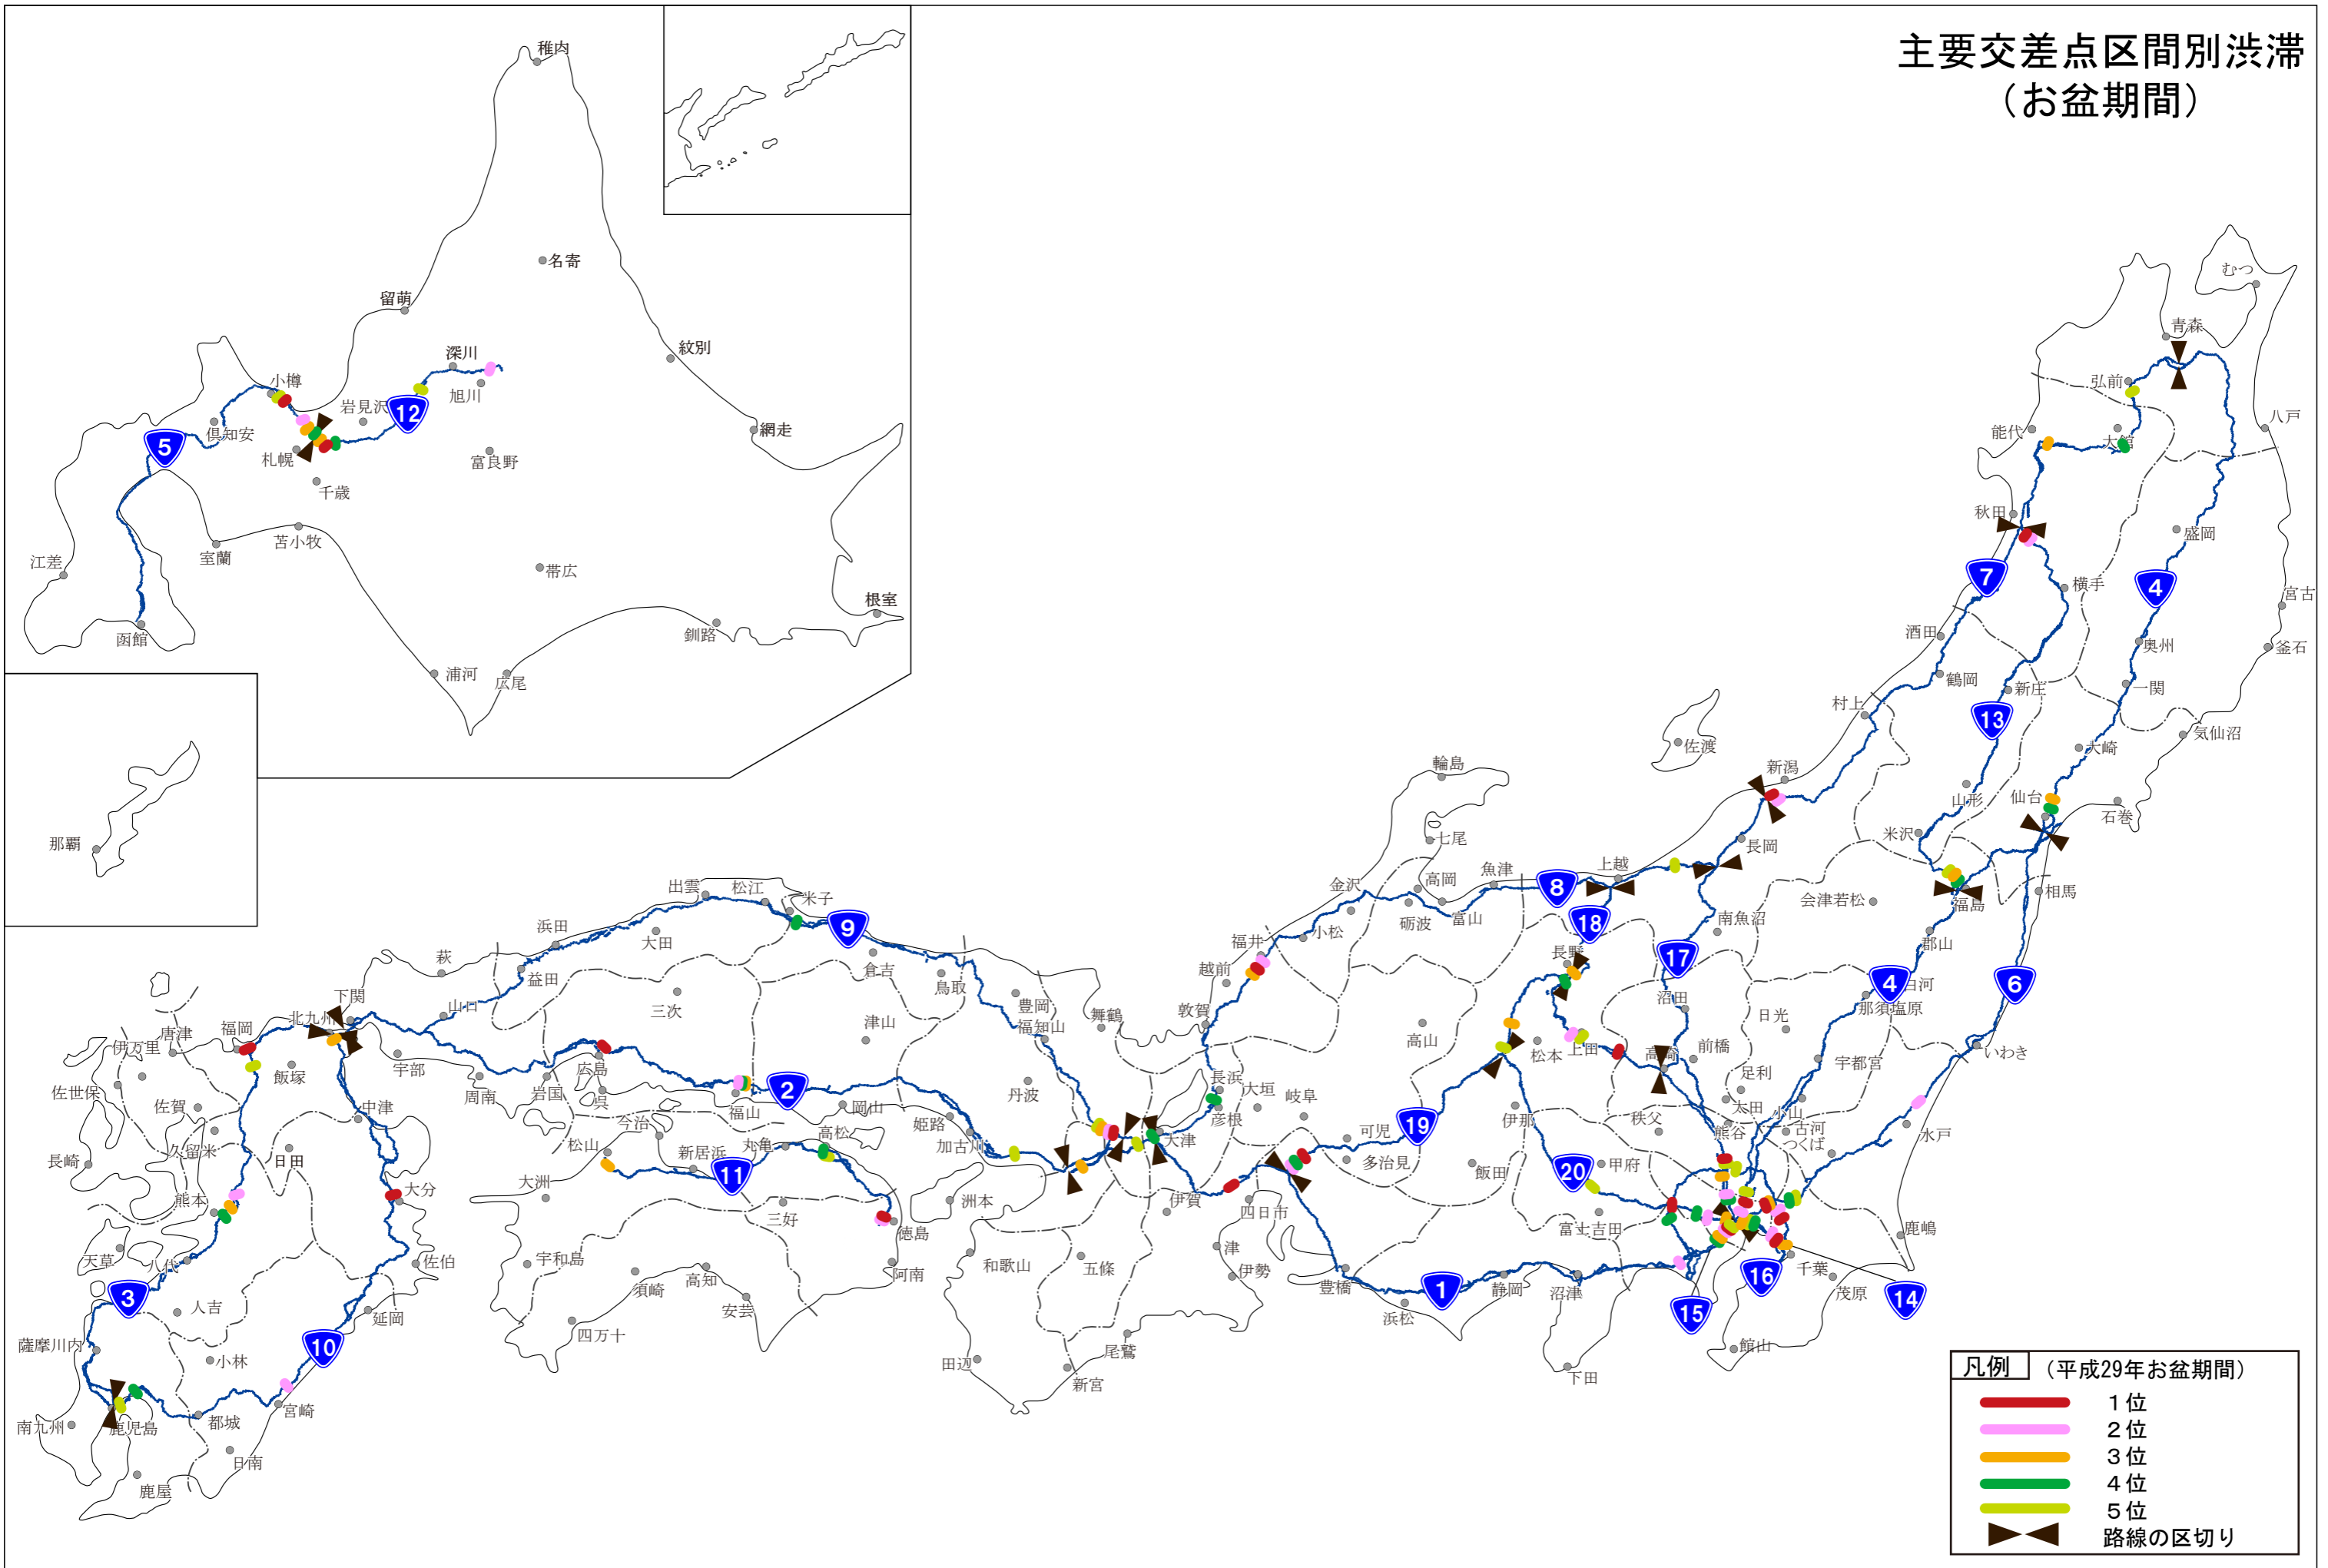 主要交差点区間別渋滞
（お盆期間）
稚内
名寄
留萌
紋別
深川
旭川
小樽
岩見沢
12
倶知安
5
札幌
網走
富良野
千歳
苫小牧
室蘭
江差
帯広
函館
釧路
根室
浦河
広尾
那覇
むつ
青森
弘前
八戸
能代
大館
秋田
盛岡
7
4
横手
宮古
酒田
奥州
釜石
鶴岡
新庄
一関
村上
13
気仙沼
佐渡
大崎
輪島
新潟
山形
仙台
石巻
七尾
長岡
米沢
出雲
松江
米子
金沢
高岡
魚津
8
上越
会津若松
福島
相馬
浜田
大田
9
砺波
富山
18
南魚沼
郡山
萩
益田
倉吉
鳥取
福井
小松
長野
17
4
白河
6
下関
山口
三次
豊岡
越前
沼田
那須塩原
北九州
津山
福知山
舞鶴
敦賀
高山
日光
唐津
福岡
伊万里
飯塚
宇部
広島
松本
上田
高崎
前橋
宇都宮
いわき
佐世保
佐賀
周南
岩国
呉
2
福山
岡山
丹波
長浜
大垣
岐阜
足利
太田
小山
中津
今治
姫路
彦根
19
伊那
秩父
熊谷
古河
つくば
水戸
久留米
日田
長崎
松山
新居浜
丸亀
高松
加古川
大津
可児
多治見
20
甲府
大洲
11
飯田
熊本
大分
三好
徳島
洲本
伊賀
四日市
富士吉田
鹿嶋
天草
八代
佐伯
宇和島
須崎
高知
阿南
和歌山
五條
津
伊勢
豊橋
浜松
1
静岡
沼津
16
千葉
茂原
14
15
3
人吉
延岡
四万十
安芸
薩摩川内
小林
10
田辺
新宮
尾鷲
下田
館山
南九州
鹿児島
都城
宮崎
日南
鹿屋
凡例 （平成29年お盆期間）
１位
２位
３位
４位
５位
路線の区切り